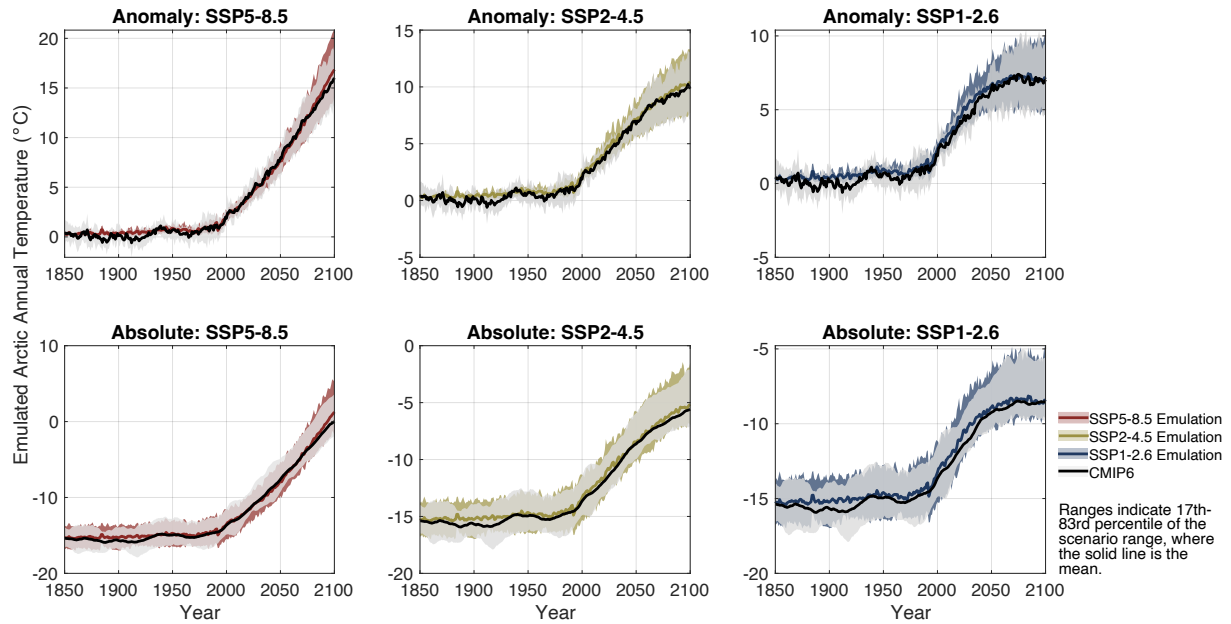 Anomaly: SSP5-8.5
Anomaly: SSP2-4.5
Anomaly: SSP1-2.6
Emulated Arctic Annual Temperature (°C)
20
15
10
5
0
1850 1900 1950 2000 2050 2100
15
10
5
0
-5
1850 1900 1950 2000 2050 2100
10
5
0
-5
1850 1900 1950 2000 2050 2100
Absolute: SSP5-8.5
Absolute: SSP2-4.5
Absolute: SSP1-2.6
10
0
-10
-20
1850 1900 1950 2000 2050 2100
Year
0
-5
-10
-15
-20
1850 1900 1950 2000 2050 2100
Year
-5
-10
-15
-20
1850 1900 1950 2000 2050 2100
Year
SSP5-8.5 Emulation
SSP2-4.5 Emulation
SSP1-2.6 Emulation
CMIP6
Ranges indicate 17th-
83rd percentile of the
scenario range, where
the solid line is the
mean.